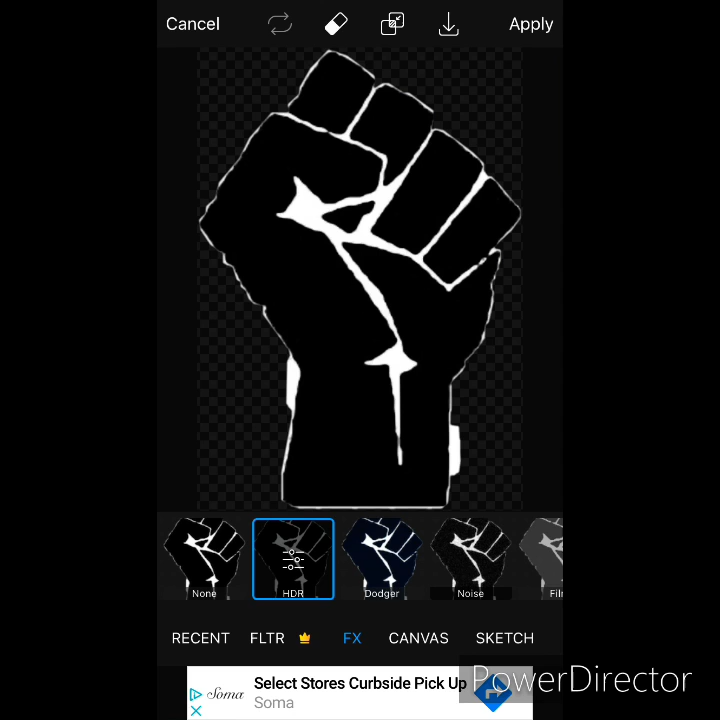 Cancel
Apply
None
HDR
Dodger
Noise
RECENT
FLTR
FX
CANVAS
SKETCH
Soma
Select Stores Curbside Pick Up
Soma
PowerDirector